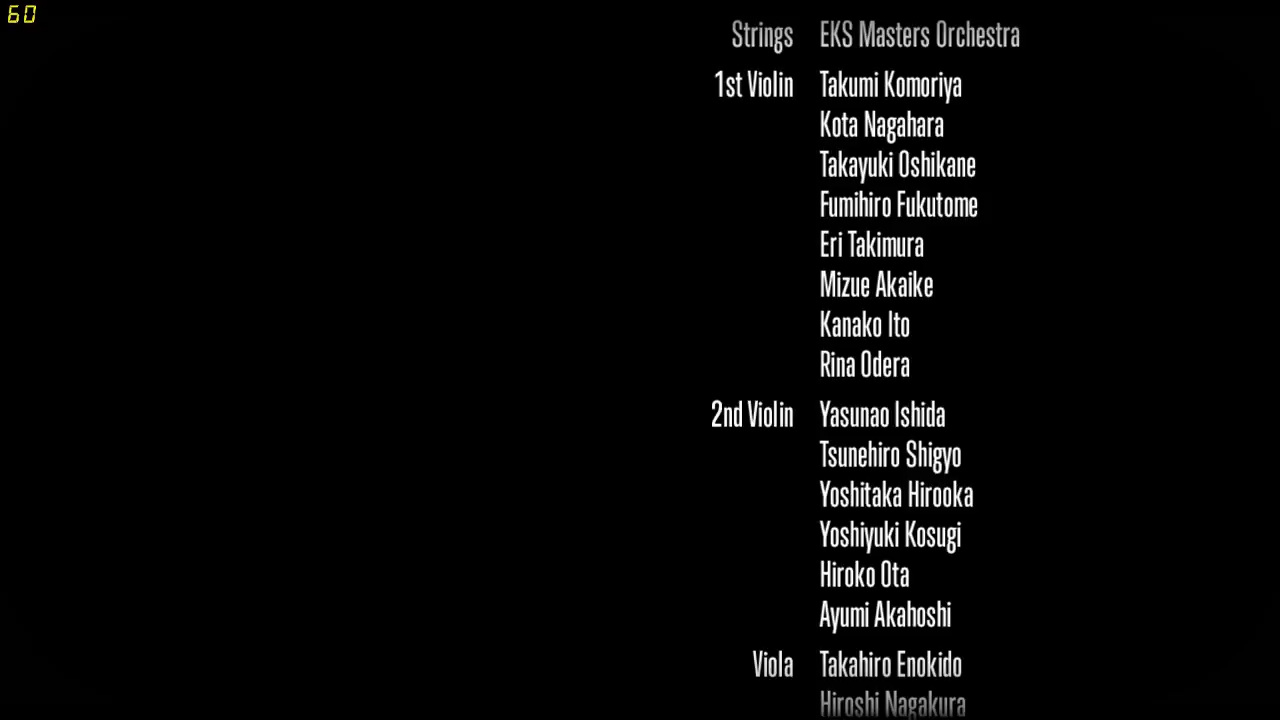 60
Strings EKS Masters Orchestra
1st Violin Takumi Komoriya
Kota Nagahara
Takayuki Oshikane
Fumihiro Fukutome
Eri Takimura
Mizue Akaike
Kanako Ito
Rina Odera
2nd Violin Yasunao Ishida
Tsunehiro Shigyo
Yoshitaka Hirooka
Yoshiyuki Kosugi
Hiroko Ota
Ayumi Akahoshi
Viola Takahiro Enokido
Hiroshi Nagakura